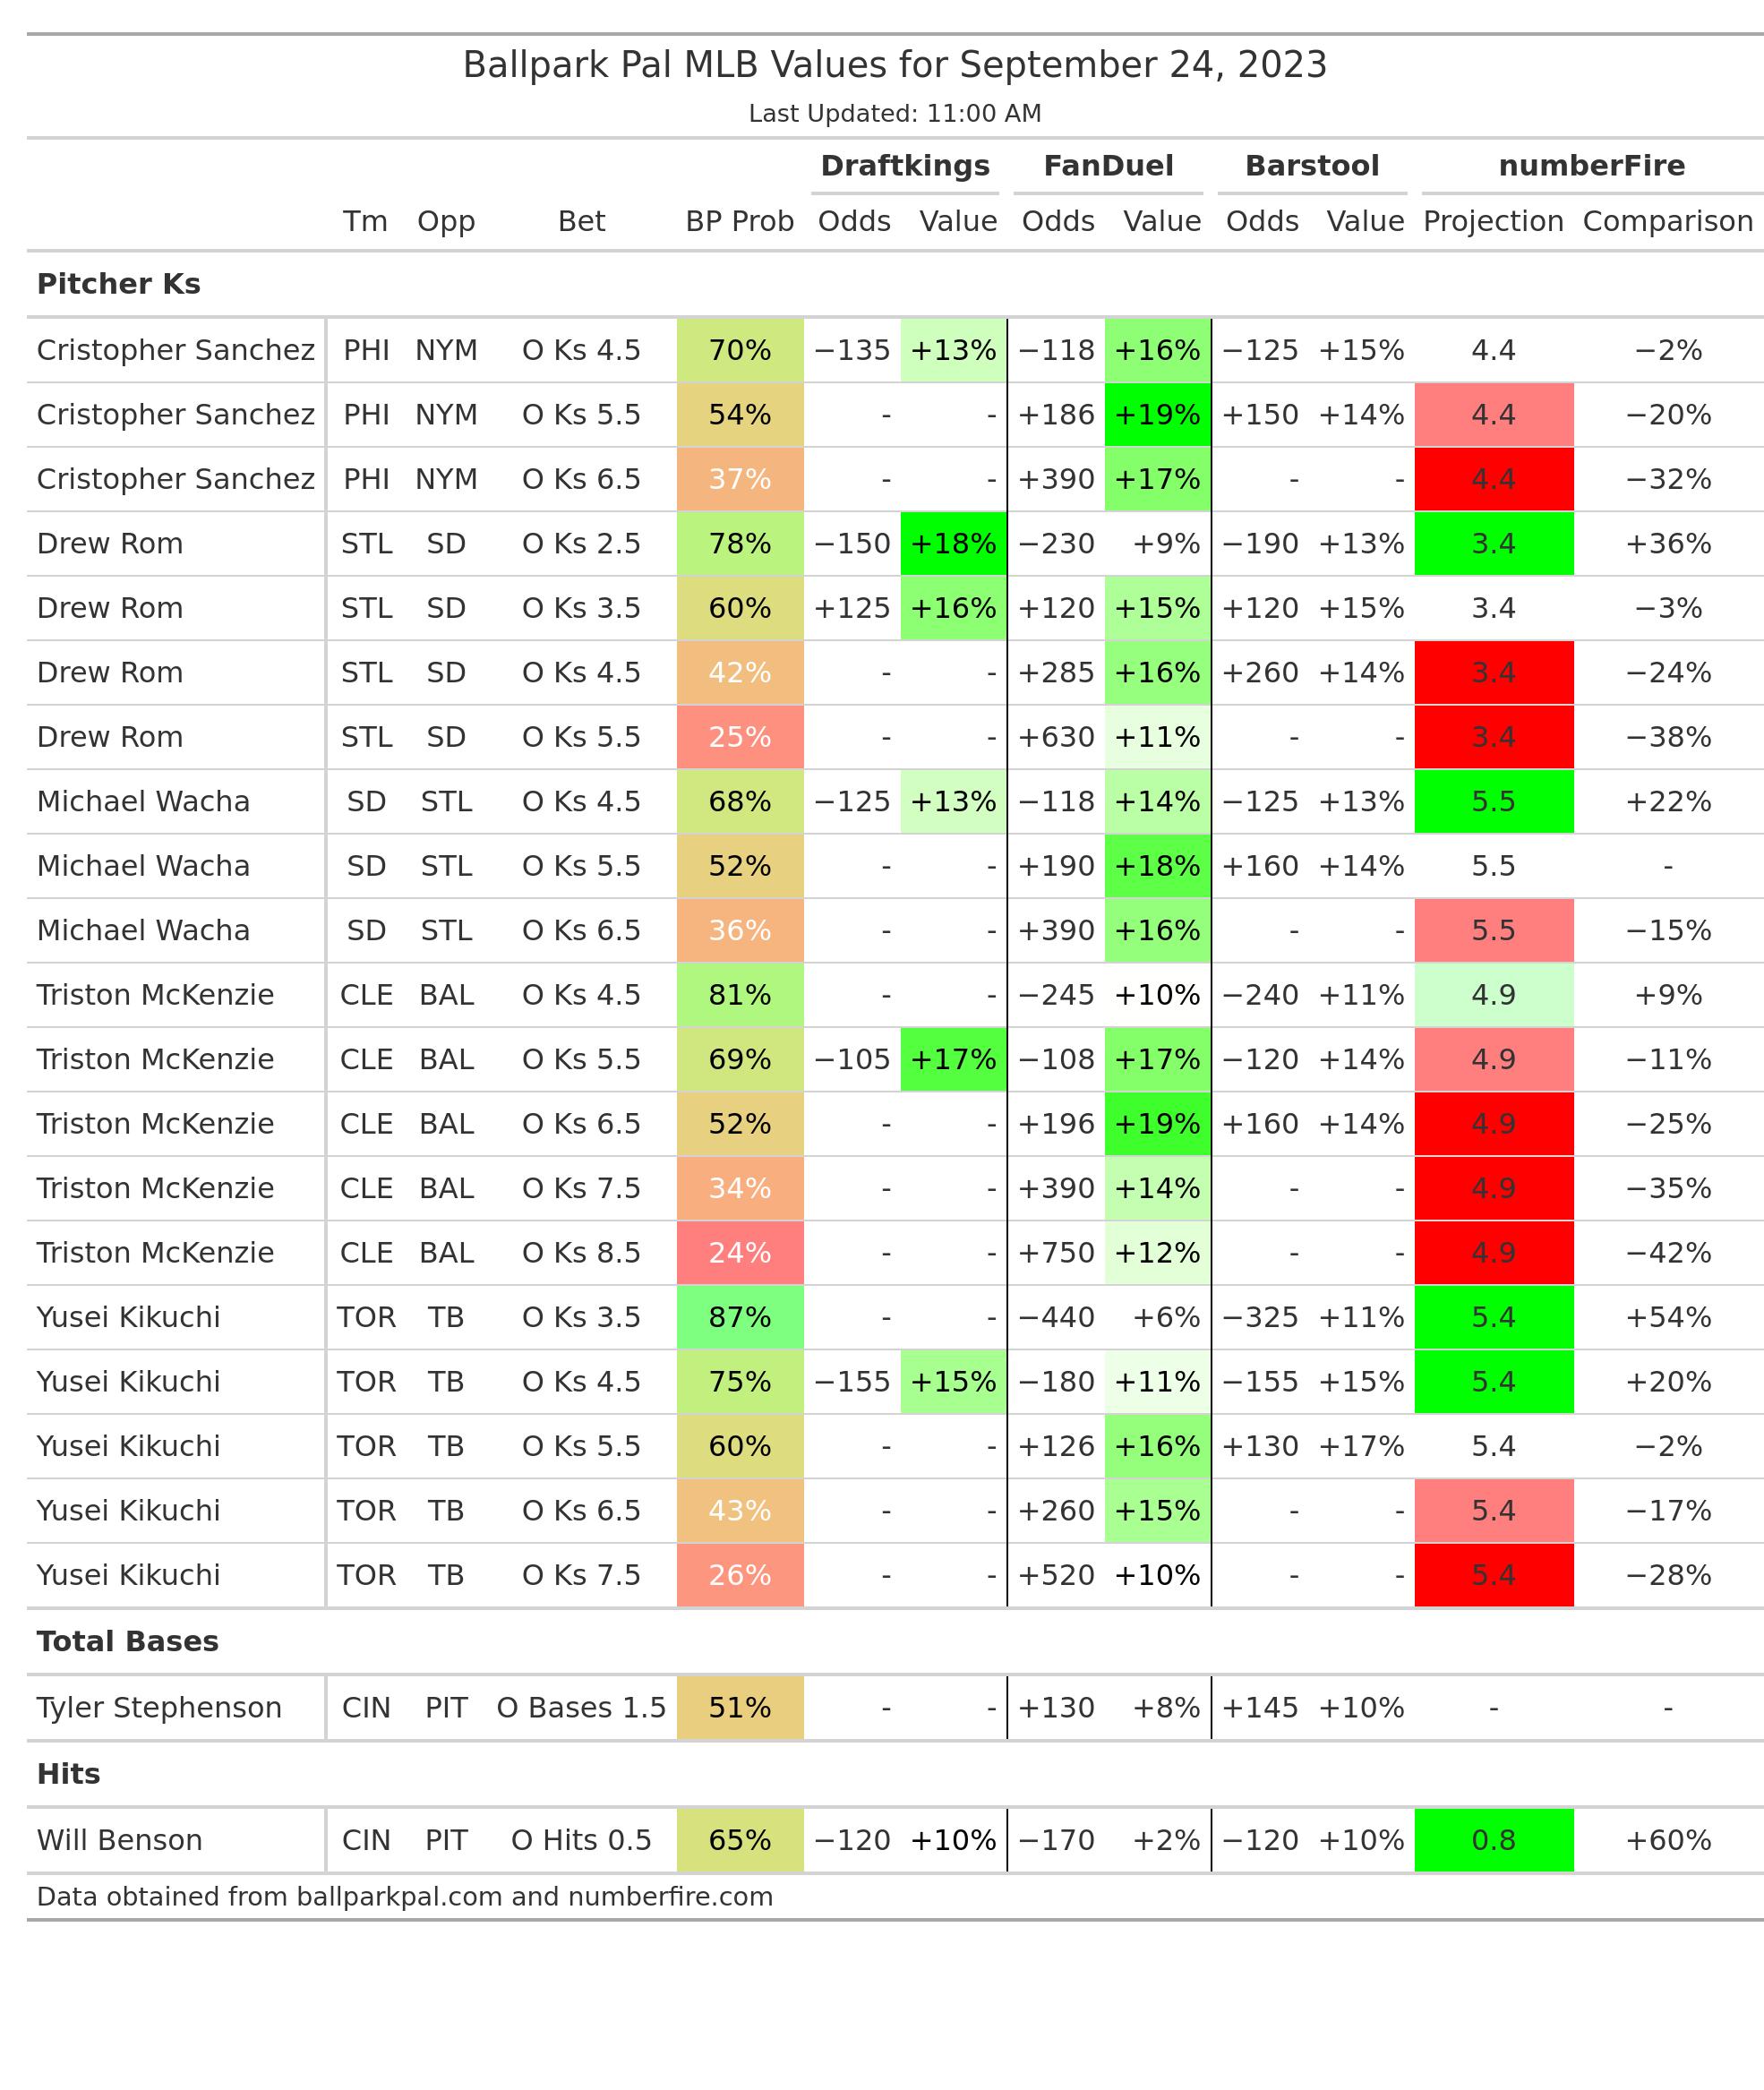 Ballpark Pal MLB Values for September 24, 2023
Last Updated: 11:00 AM
Draftkings FanDuel Barstool numberFire
Tm Opp Bet BP Prob Odds Value Odds Value Odds Value Projection Comparison
Pitcher Ks
Cristopher Sanchez PHI NYM O Ks 4.5 70% −135 +13% −118 +16% −125 +15% 4.4 −2%
Cristopher Sanchez PHI NYM O Ks 5.5 54% - - +186 +19% +150 +14% 4.4 −20%
Cristopher Sanchez PHI NYM O Ks 6.5 37% - - +390 +17% - - 4.4 −32%
Drew Rom STL SD O Ks 2.5 78% −150 +18% −230 +9% −190 +13% 3.4 +36%
Drew Rom STL SD O Ks 3.5 60% +125 +16% +120 +15% +120 +15% 3.4 −3%
Drew Rom STL SD O Ks 4.5 42% - - +285 +16% +260 +14% 3.4 −24%
Drew Rom STL SD O Ks 5.5 25% - - +630 +11% - - 3.4 −38%
Michael Wacha SD STL O Ks 4.5 68% −125 +13% −118 +14% −125 +13% 5.5 +22%
Michael Wacha SD STL O Ks 5.5 52% - - +190 +18% +160 +14% 5.5 -
Michael Wacha SD STL O Ks 6.5 36% - - +390 +16% - - 5.5 −15%
Triston McKenzie CLE BAL O Ks 4.5 81% - - −245 +10% −240 +11% 4.9 +9%
Triston McKenzie CLE BAL O Ks 5.5 69% −105 +17% −108 +17% −120 +14% 4.9 −11%
Triston McKenzie CLE BAL O Ks 6.5 52% - - +196 +19% +160 +14% 4.9 −25%
Triston McKenzie CLE BAL O Ks 7.5 34% - - +390 +14% - - 4.9 −35%
Triston McKenzie CLE BAL O Ks 8.5 24% - - +750 +12% - - 4.9 −42%
Yusei Kikuchi TOR TB O Ks 3.5 87% - - −440 +6% −325 +11% 5.4 +54%
Yusei Kikuchi TOR TB O Ks 4.5 75% −155 +15% −180 +11% −155 +15% 5.4 +20%
Yusei Kikuchi TOR TB O Ks 5.5 60% - - +126 +16% +130 +17% 5.4 −2%
Yusei Kikuchi TOR TB O Ks 6.5 43% - - +260 +15% - - 5.4 −17%
Yusei Kikuchi TOR TB O Ks 7.5 26% - - +520 +10% - - 5.4 −28%
Total Bases
Tyler Stephenson CIN PIT O Bases 1.5 51% - - +130 +8% +145 +10% - -
Hits
Will Benson CIN PIT O Hits 0.5 65% −120 +10% −170 +2% −120 +10% 0.8 +60%
Data obtained from ballparkpal.com and numberfire.com